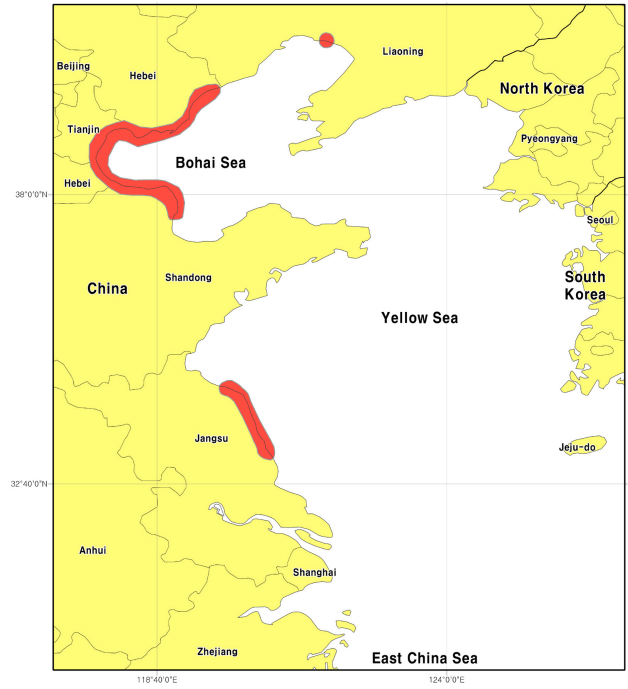 Liaoning
Beijing
Hebei
North Korea
Tianjin
Pyeongyang
Bohai Sea
Hebei
38°0'0"N
Seoul
Shandong
South
Korea
China
Yellow Sea
Jangsu
Jeju-do
32°40'0"N
Anhui
Shanghai
Zhejiang
East China Sea
118°40'0"E
124°0'0"E